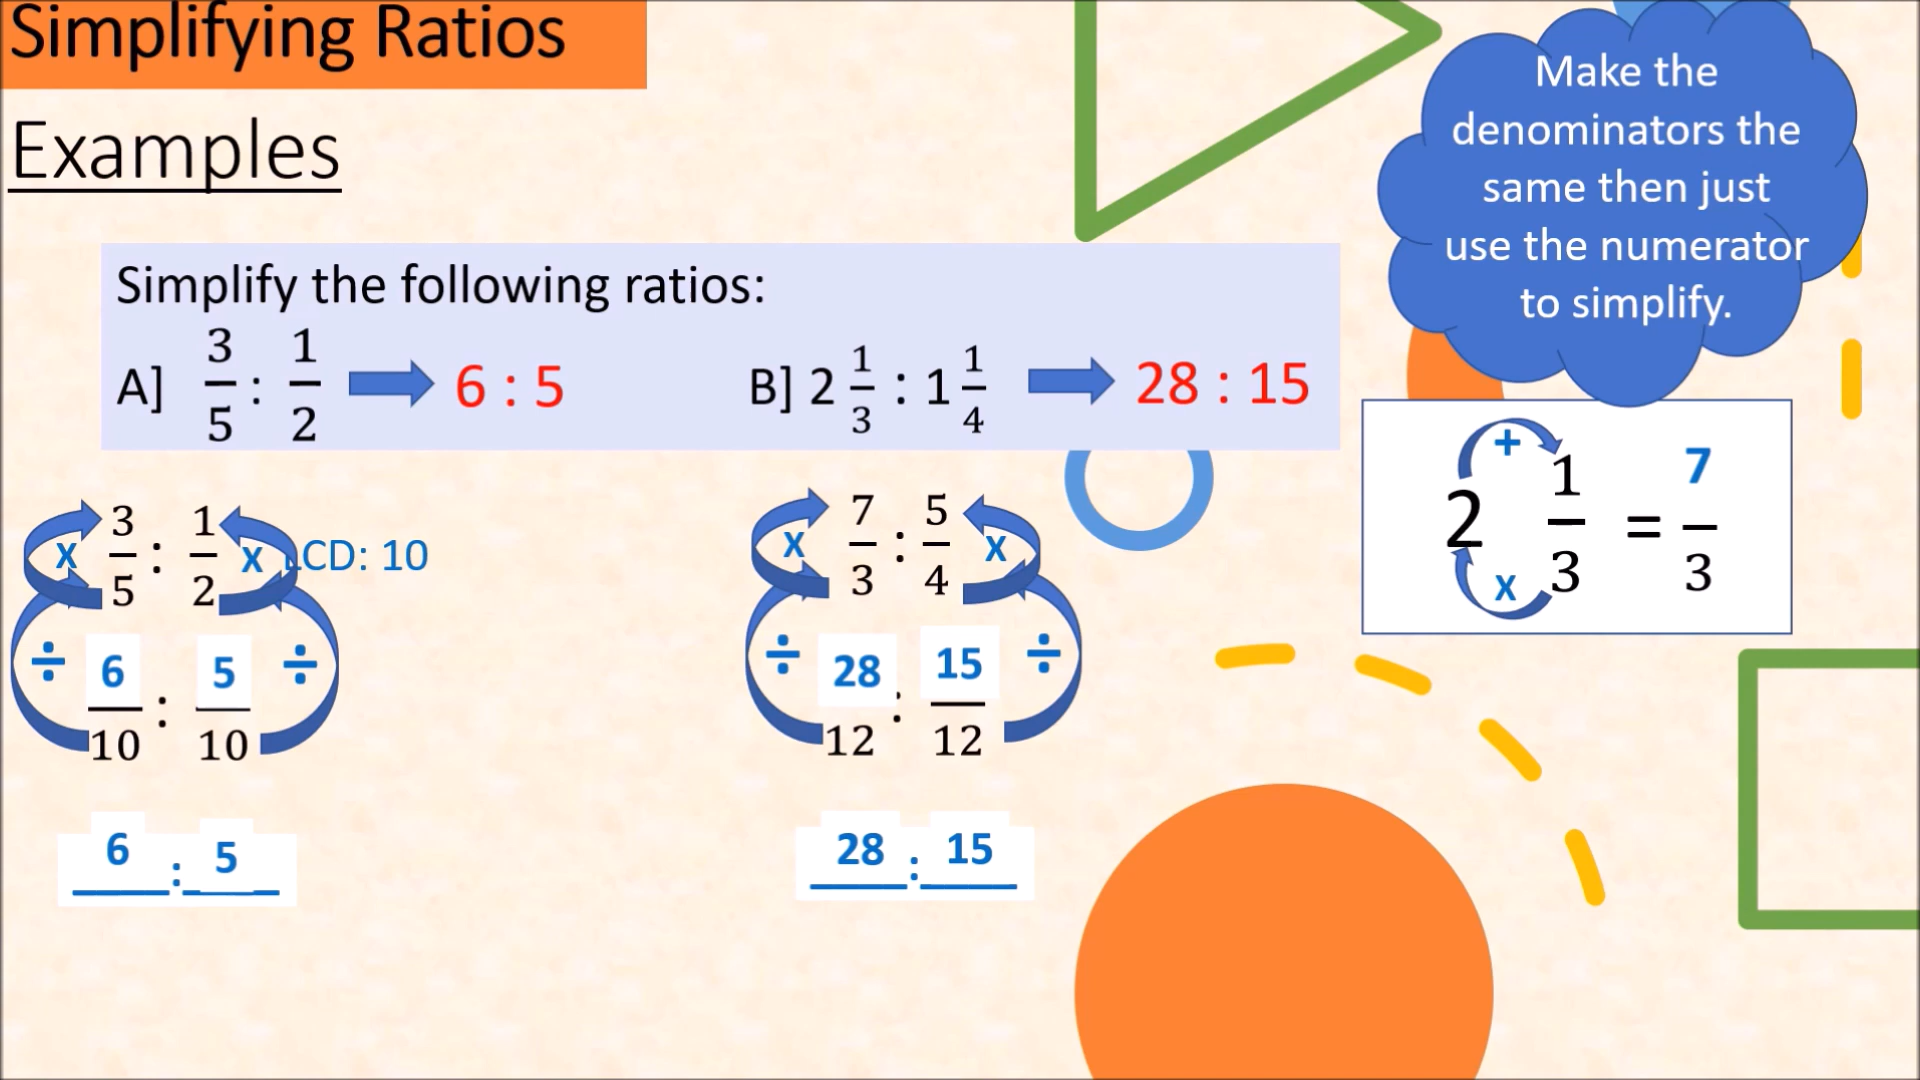 Simplifying Ratios
Examples
Make the
denominators the
same then just
use the numerator
to simplify.
Simplify the following ratios:
A] 3/5 : 1/2 6 : 5
B] 2 1/3 : 1 1/4 28 : 15
x 3/5 : 1/2 x LCD: 10
÷ 6/10 : 5/10 ÷
6 : 5
x 7/3 : 5/4 x
÷ 28/12 : 15/12 ÷
28 : 15
+
2 1/3 = 7/3
x